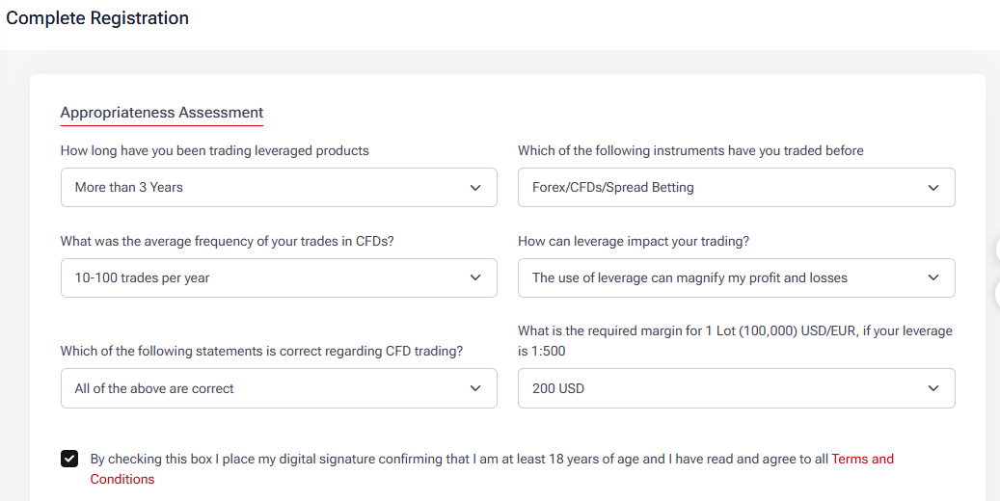 Complete Registration
Appropriateness Assessment
How long have you been trading leveraged products
More than 3 Years
Which of the following instruments have you traded before
Forex/CFDs/Spread Betting
What was the average frequency of your trades in CFDs?
10-100 trades per year
How can leverage impact your trading?
The use of leverage can magnify my profit and losses
Which of the following statements is correct regarding CFD trading?
All of the above are correct
What is the required margin for 1 Lot (100,000) USD/EUR, if your leverage
is 1:500
200 USD
By checking this box I place my digital signature confirming that I am at least 18 years of age and I have read and agree to all Terms and
Conditions